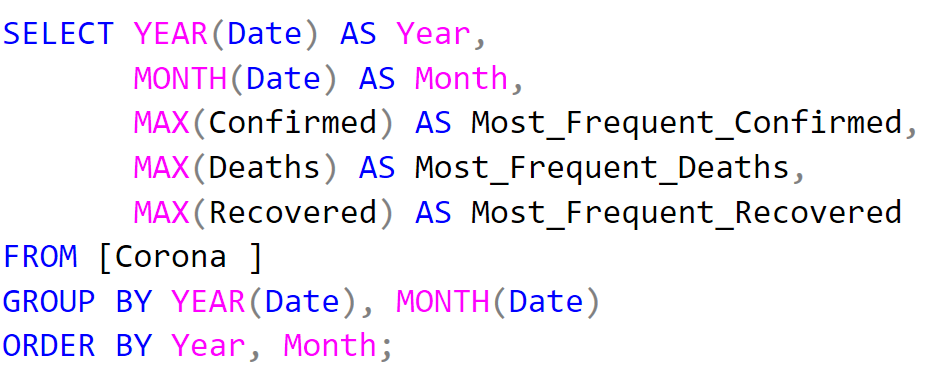 SELECT YEAR(Date) AS Year,
MONTH(Date) AS Month,
MAX(Confirmed) AS Most_Frequent_Confirmed,
MAX(Deaths) AS Most_Frequent_Deaths,
MAX(Recovered) AS Most_Frequent_Recovered
FROM [Corona ]
GROUP BY YEAR(Date), MONTH(Date)
ORDER BY Year, Month;